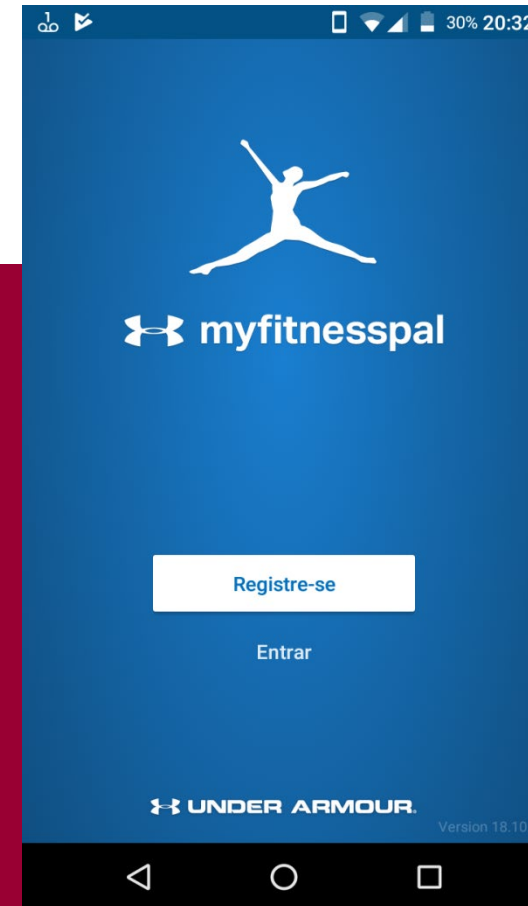 30% 20:32
myfitnesspal
Registre-se
Entrar
UNDER ARMOUR.
Version 18.10